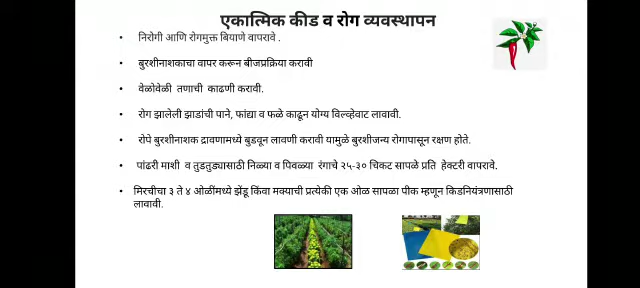 एकात्मिक कीड व रोग व्यवस्थापन
• निरोगी आणि रोगमुक्त बियाणे वापरावे .
• बुरशीनाशकाचा वापर करून बीजप्रक्रिया करावी
• वेळोवेळी तणाची काढणी करावी.
• रोग झालेली झाडांची पाने, फांद्या व फळे काढून योग्य विल्हेवाट लावावी.
• रोपे बुरशीनाशक द्रावणामध्ये बुडवून लावणी करावी यामुळे बुरशीजन्य रोगापासून रक्षण होते.
• पांढरी माशी व तुडतुड्यासाठी निळ्या व पिवळ्या रंगाचे २५-३० चिकट सापळे प्रति हेक्टरी वापरावे.
• मिरचीचा ३ ते ४ ओळींमध्ये झेंडू किंवा मक्याची प्रत्येकी एक ओळ सापळा पीक म्हणून किडनियंत्रणासाठी
लावावी.